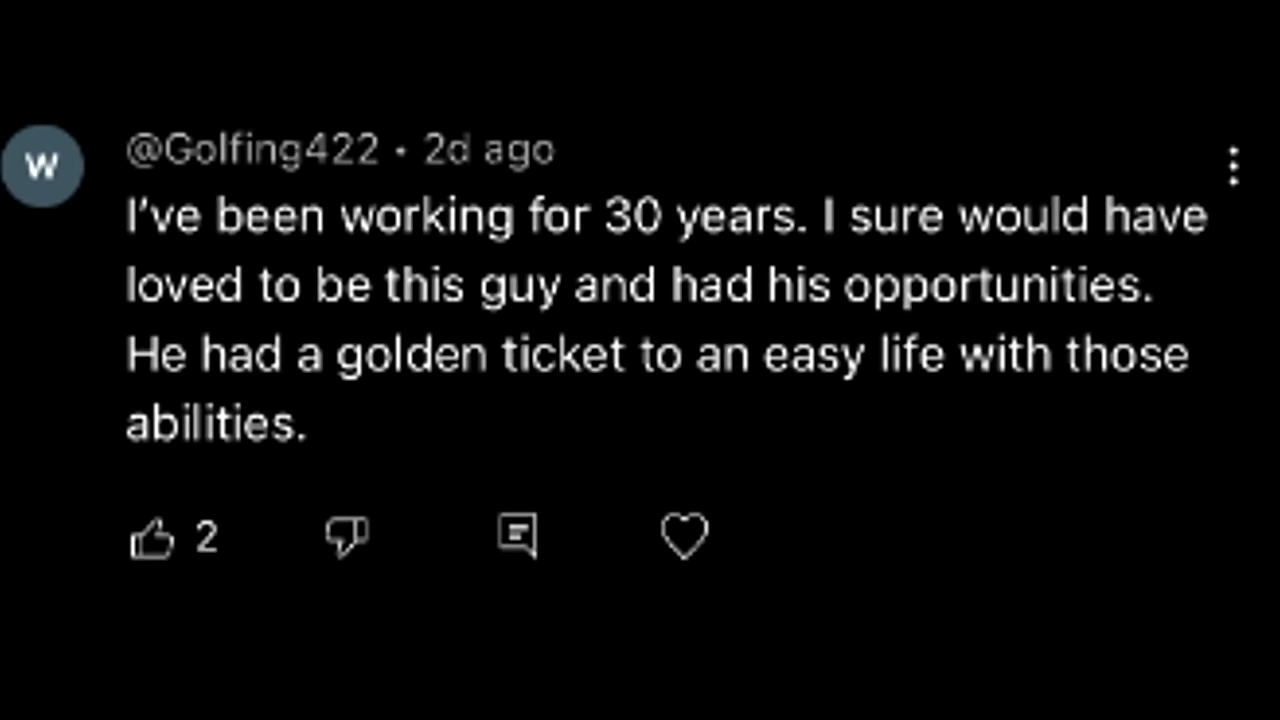 W
@Golfing422 • 2d ago
I've been working for 30 years. I sure would have
loved to be this guy and had his opportunities.
He had a golden ticket to an easy life with those
abilities.
2